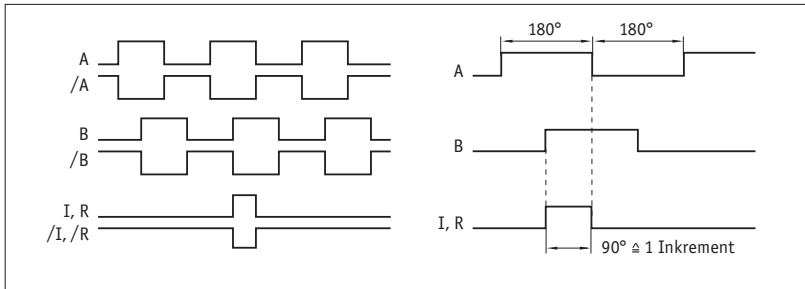 A
/A
B
/B
I, R
/I, /R
180° 180°
A
B
I, R
90° ≙ 1 Inkrement